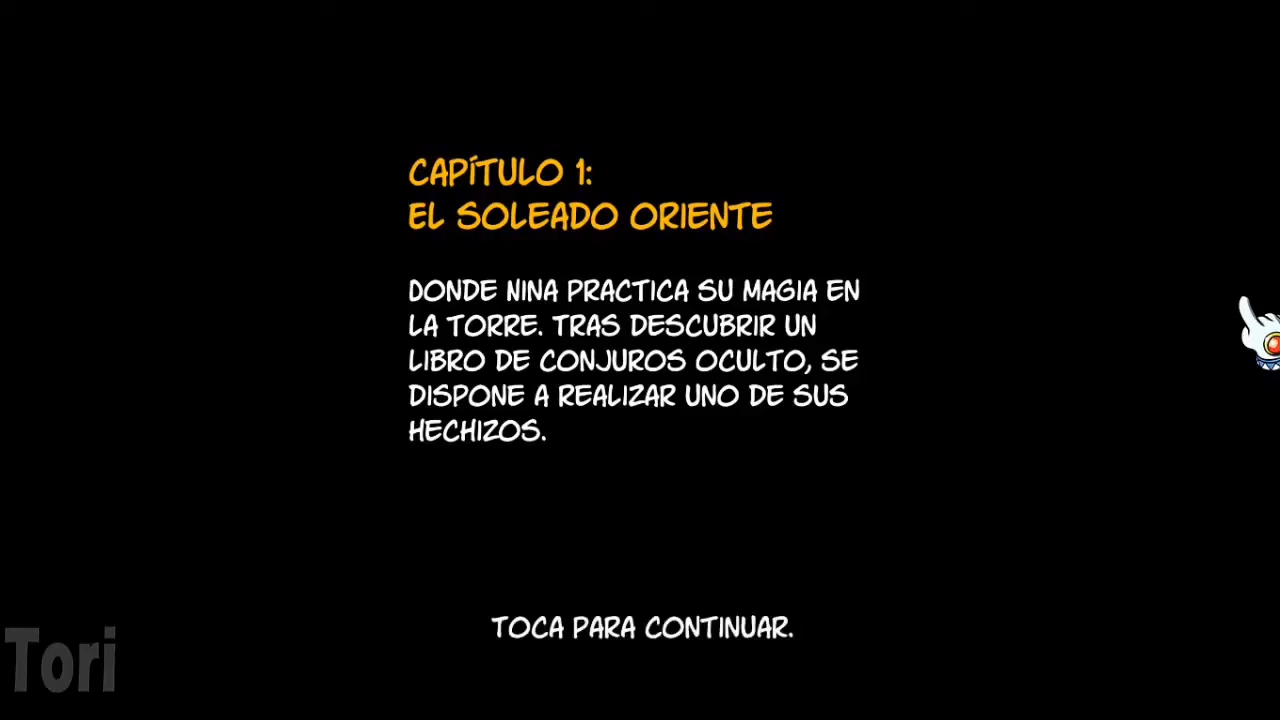 CAPÍTULO 1:
EL SOLEADO ORIENTE
DONDE NINA PRACTICA SU MAGIA EN
LA TORRE. TRAS DESCUBRIR UN
LIBRO DE CONJUROS OCULTO, SE
DISPONE A REALIZAR UNO DE SUS
HECHIZOS.
TOCA PARA CONTINUAR.
Tori